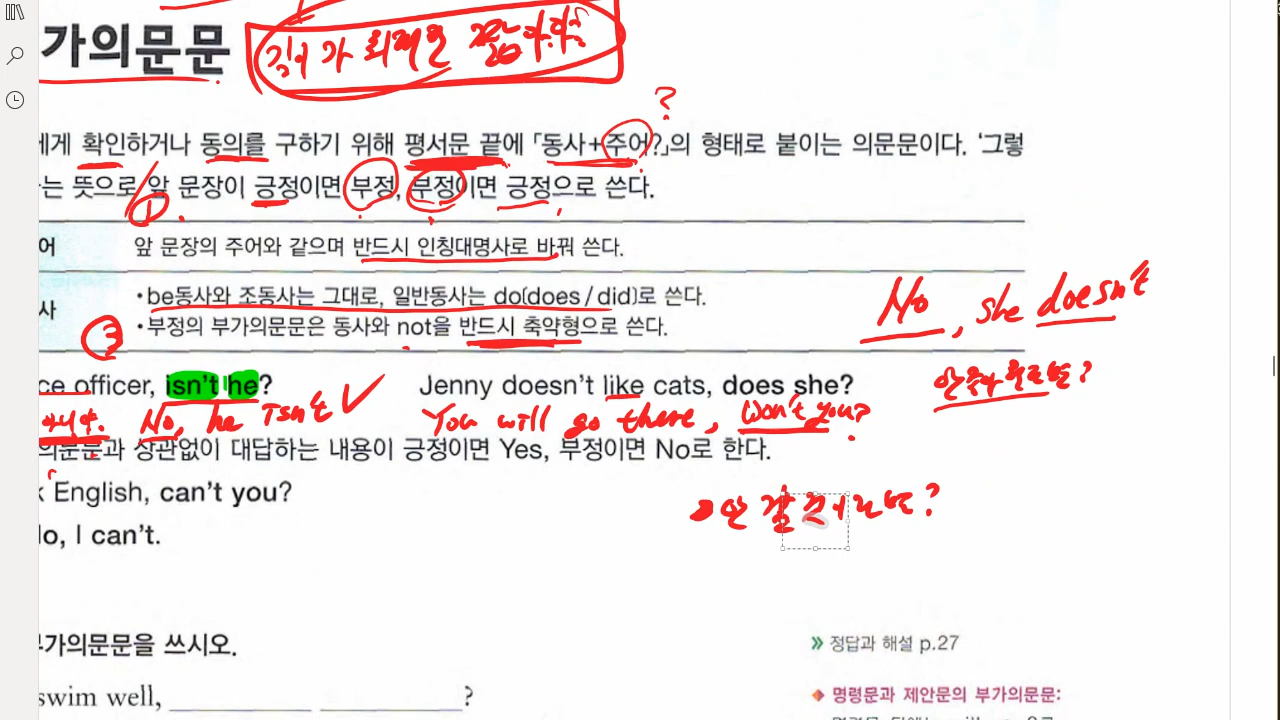 가의문문
에게 확인하거나 동의를 구하기 위해 평서문 끝에 「동사+주어?」의 형태로 붙이는 의문문이다. '그렇
는 뜻으로 앞 문장이 긍정이면 부정, 부정이면 긍정으로 쓴다.
?
①
어 앞 문장의 주어와 같으며 반드시 인칭대명사로 바꿔 쓴다.
사 •be동사와 조동사는 그대로, 일반동사는 do(does/did)로 쓴다.
•부정의 부가의문문은 동사와 not을 반드시 축약형으로 쓴다.
No, she doesn't
ce officer, isn't he? Jenny doesn't like cats, does she?
No, he isn't You will go there, won't you?
의문문과 상관없이 대답하는 내용이 긍정이면 Yes, 부정이면 No로 한다.
k English, can't you?
lo, I can't.
부가의문문을 쓰시오.
정답과 해설 p.27
swim well, ?
명령문과 제안문의 부가의문문: